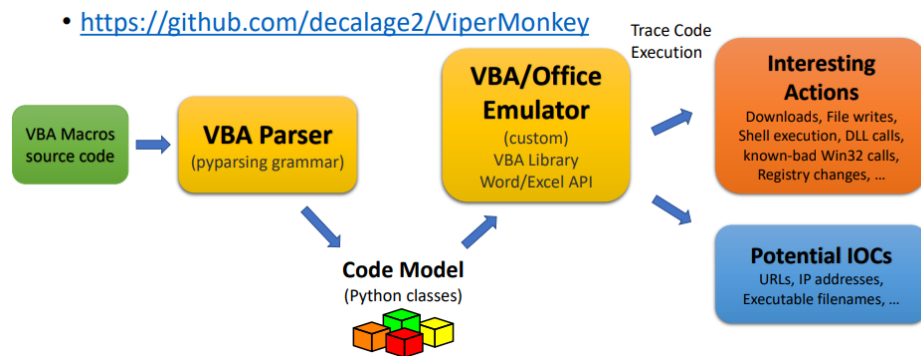 • https://github.com/decalage2/ViperMonkey
VBA Macros
source code
VBA Parser
(pyparsing grammar)
Code Model
(Python classes)
VBA/Office
Emulator
(custom)
VBA Library
Word/Excel API
Trace Code
Execution
Interesting
Actions
Downloads, File writes,
Shell execution, DLL calls,
known-bad Win32 calls,
Registry changes, ...
Potential IOCs
URLs, IP addresses,
Executable filenames, ...